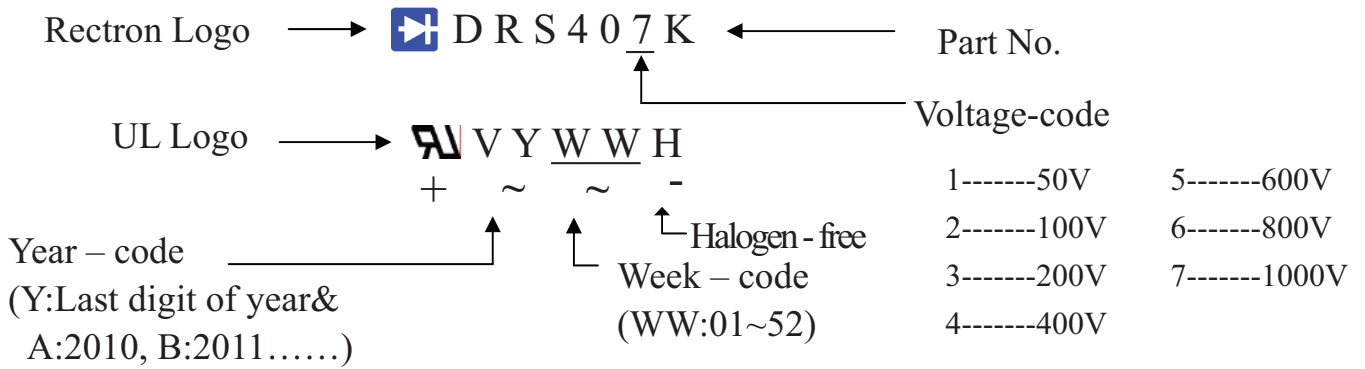 Rectron Logo DRS407K Part No.
Voltage-code
UL Logo VYWWH
+ ~ ~ -
1-------50V 5-------600V
2-------100V 6-------800V
3-------200V 7-------1000V
4-------400V
Halogen-free
Year – code
(Y:Last digit of year&
A:2010, B:2011……)
Week – code
(WW:01~52)